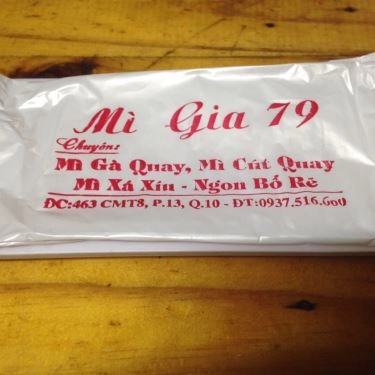 Mì Gia 79
Chuyên:
Mì Gà Quay, Mì Cút Quay
Mì Xá Xíu - Ngon Bổ Rẽ
ĐC:463 CMT8, P.13, Q.10 - ĐT:0937.516.600